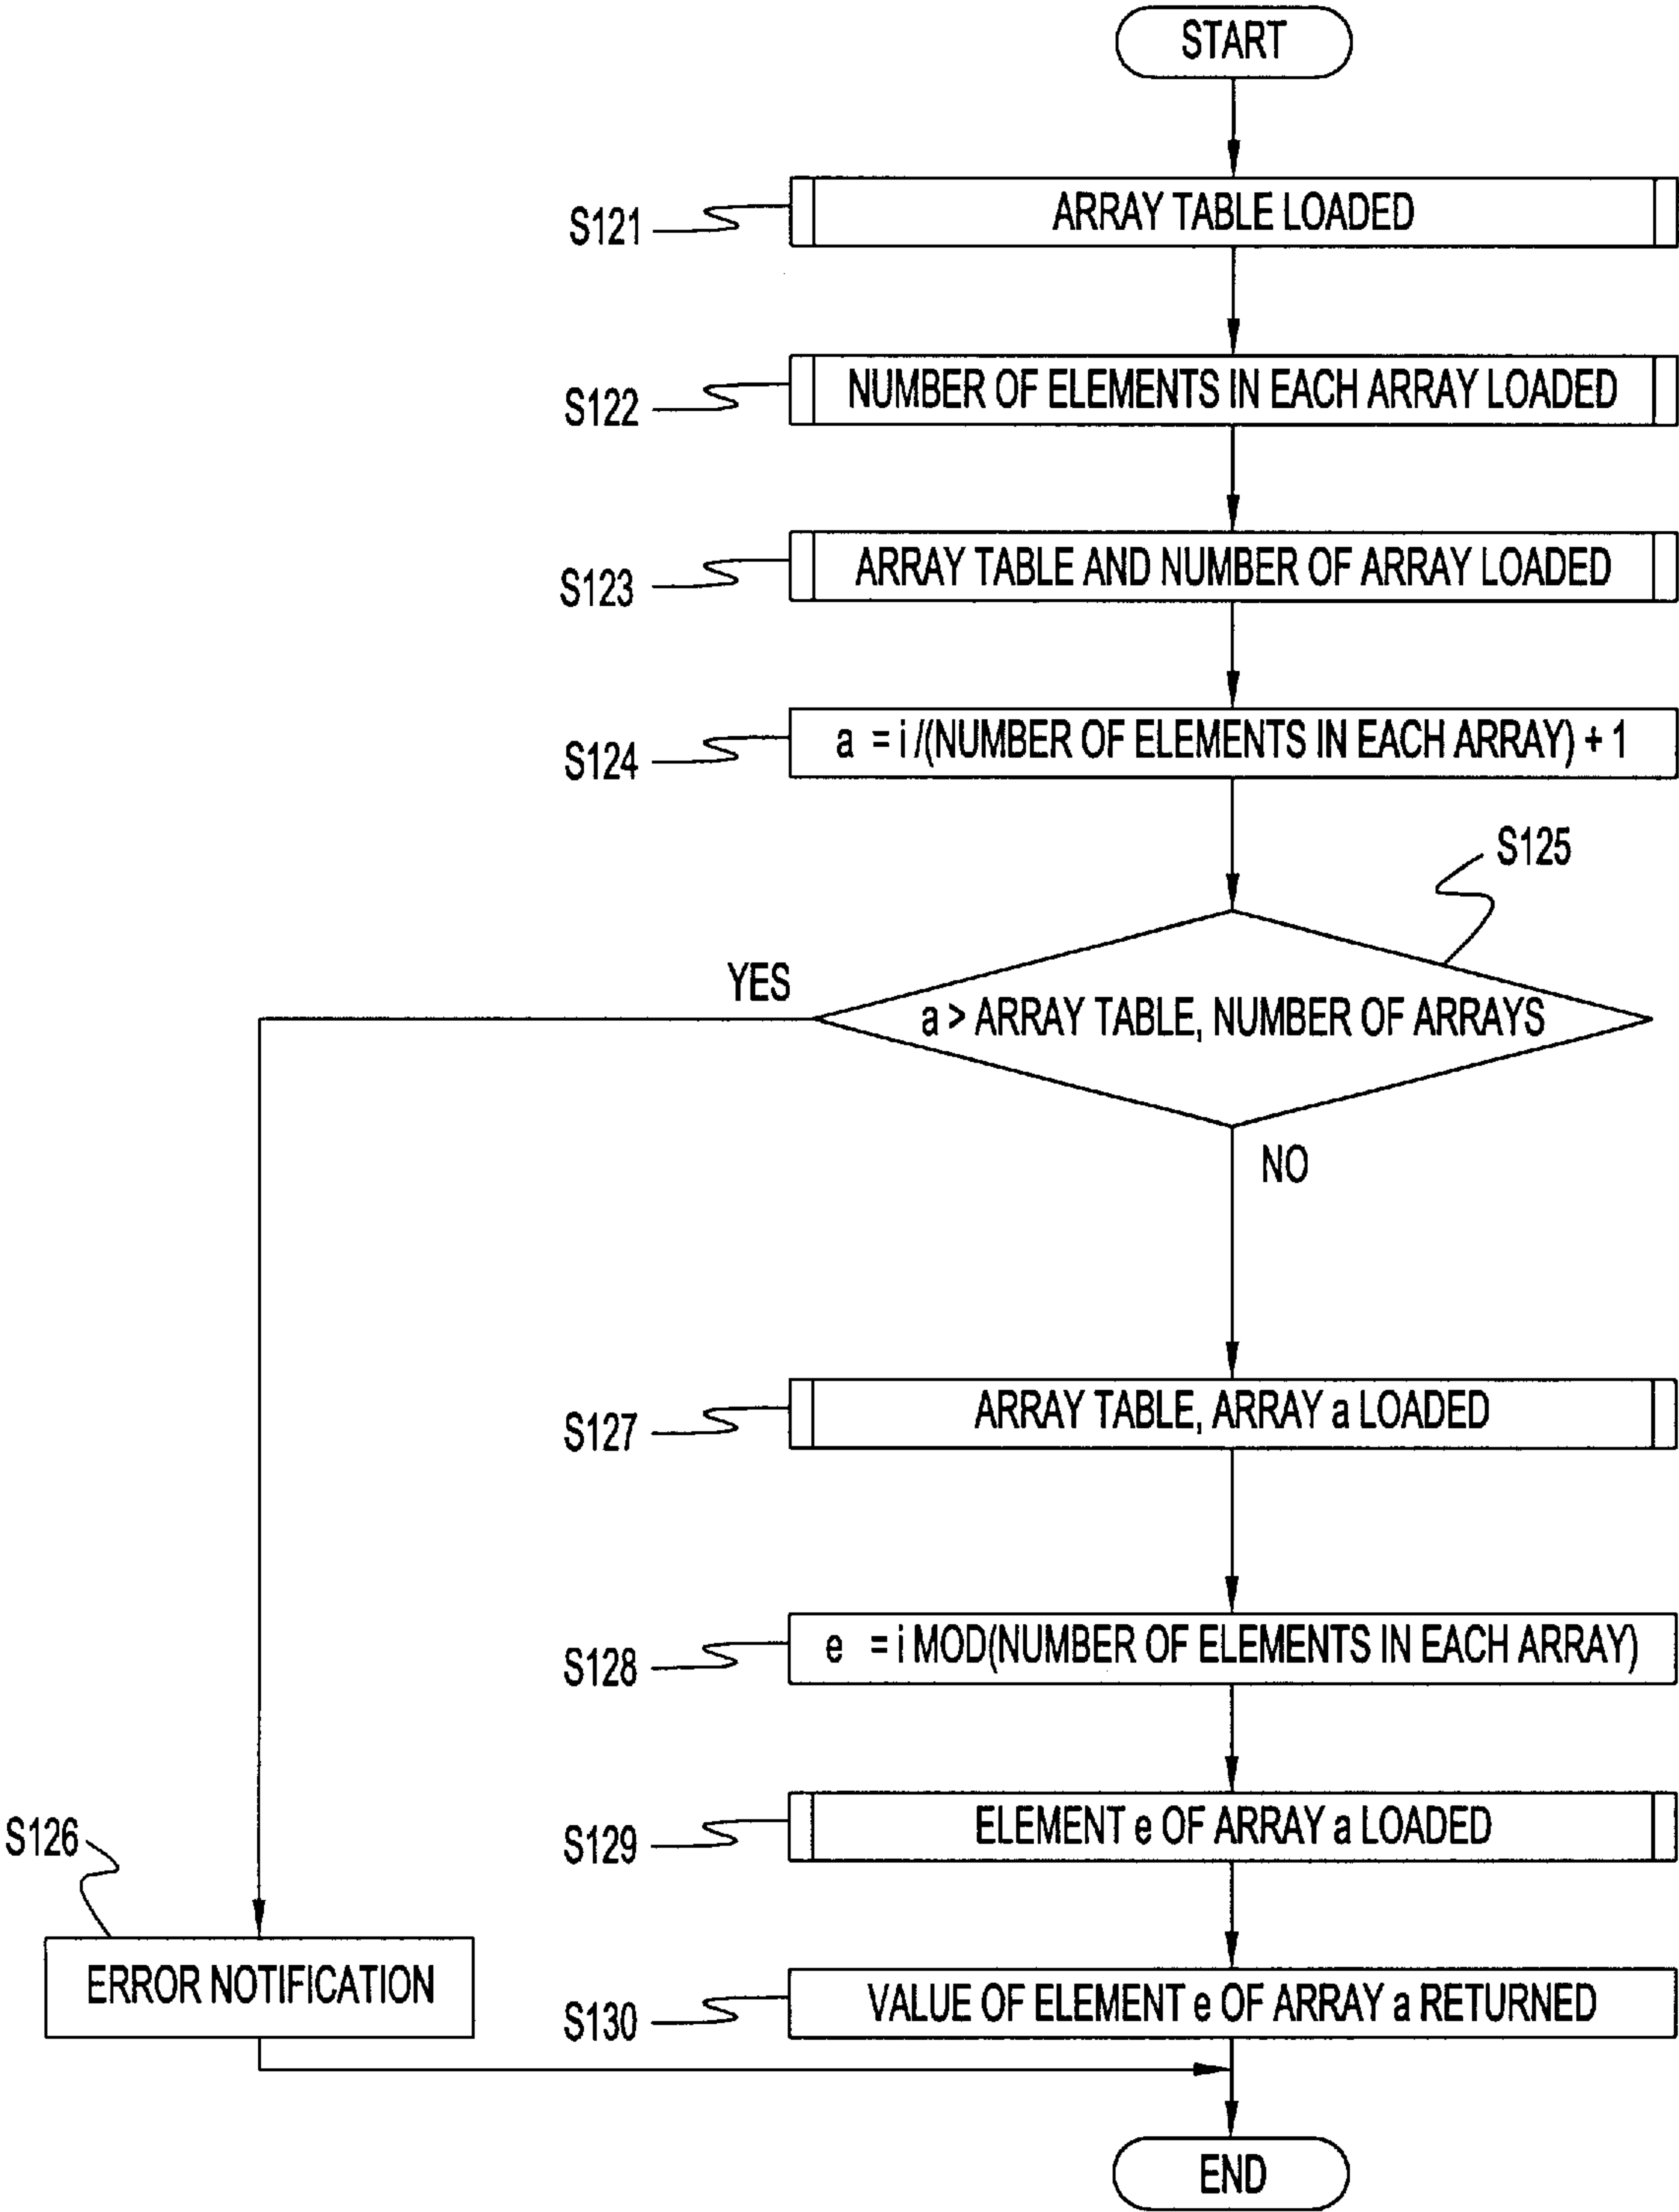 START
S121
ARRAY TABLE LOADED
S122
NUMBER OF ELEMENTS IN EACH ARRAY LOADED
S123
ARRAY TABLE AND NUMBER OF ARRAY LOADED
S124
a = i /(NUMBER OF ELEMENTS IN EACH ARRAY) + 1
S125
YES
a > ARRAY TABLE, NUMBER OF ARRAYS
NO
S127
ARRAY TABLE, ARRAY a LOADED
S128
e = i MOD(NUMBER OF ELEMENTS IN EACH ARRAY)
S129
ELEMENT e OF ARRAY a LOADED
S126
ERROR NOTIFICATION
S130
VALUE OF ELEMENT e OF ARRAY a RETURNED
END